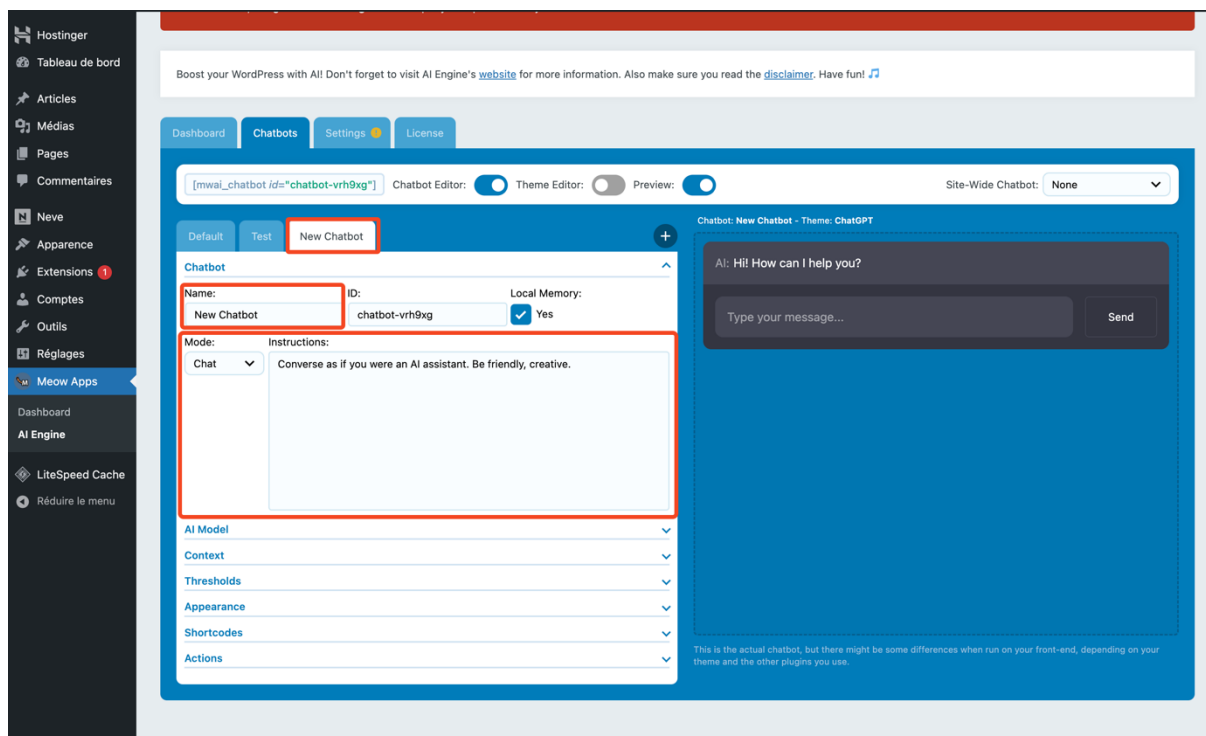 Hostinger
Tableau de bord
Articles
Médias
Pages
Commentaires
Neve
Apparence
Extensions 1
Comptes
Outils
Réglages
Meow Apps
Dashboard
AI Engine
LiteSpeed Cache
Réduire le menu
Boost your WordPress with AI! Don't forget to visit AI Engine's website for more information. Also make sure you read the disclaimer. Have fun! 🎵
Dashboard Chatbots Settings License
[mwai_chatbot id="chatbot-vrh9xg"] Chatbot Editor: Theme Editor: Preview: Site-Wide Chatbot: None
Default Test New Chatbot +
Chatbot
Name: ID: Local Memory:
New Chatbot chatbot-vrh9xg Yes
Mode: Instructions:
Chat Converse as if you were an AI assistant. Be friendly, creative.
AI Model
Context
Thresholds
Appearance
Shortcodes
Actions
Chatbot: New Chatbot - Theme: ChatGPT
AI: Hi! How can I help you?
Type your message... Send
This is the actual chatbot, but there might be some differences when run on your front-end, depending on your
theme and the other plugins you use.